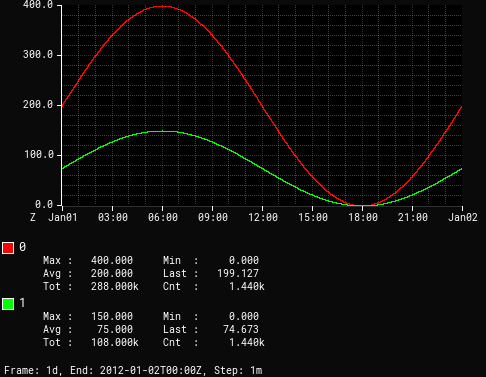 400.0
300.0
200.0
100.0
0.0
Z Jan01 03:00 06:00 09:00 12:00 15:00 18:00 21:00 Jan02
0
Max : 400.000 Min : 0.000
Avg : 200.000 Last : 199.127
Tot : 288.000k Cnt : 1.440k
1
Max : 150.000 Min : 0.000
Avg : 75.000 Last : 74.673
Tot : 108.000k Cnt : 1.440k
Frame: 1d, End: 2012-01-02T00:00Z, Step: 1m